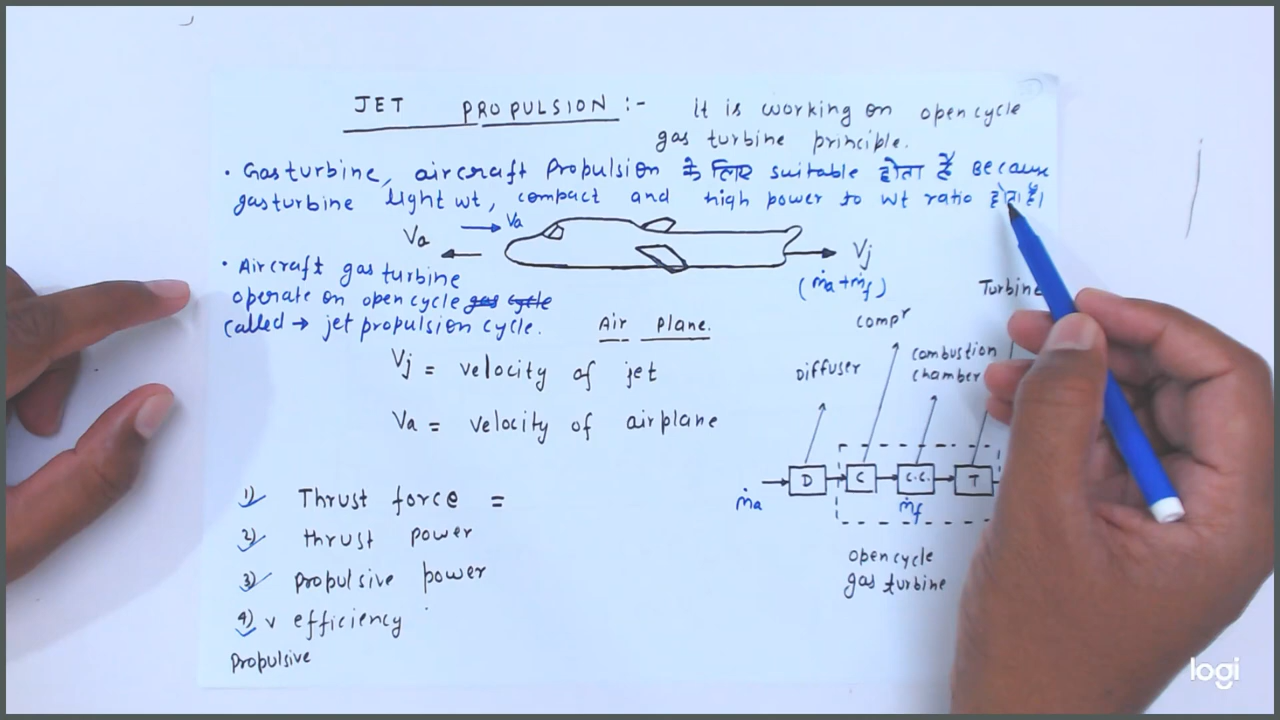 JET PROPULSION :- it is working on open cycle
gas turbine principle.
• Gasturbine, aircraft Propulsion के लिए suitable होता है Because
gasturbine light wt, compact and high power to wt ratio होता है।
Va
Va
Vj
• Aircraft gas turbine
operate on open cycle gas cycle
called → jet propulsion cycle.
(ṁa+ṁf)
Air Plane.
Turbine
compr
Diffuser
combustion
chamber
Vj = velocity of jet
Va = velocity of airplane
ṁa
D
C
C.C.
T
ṁf
1) Thrust force =
2) thrust power
3) Propulsive power
4) v efficiency
Propulsive
open cycle
gas turbine
logi